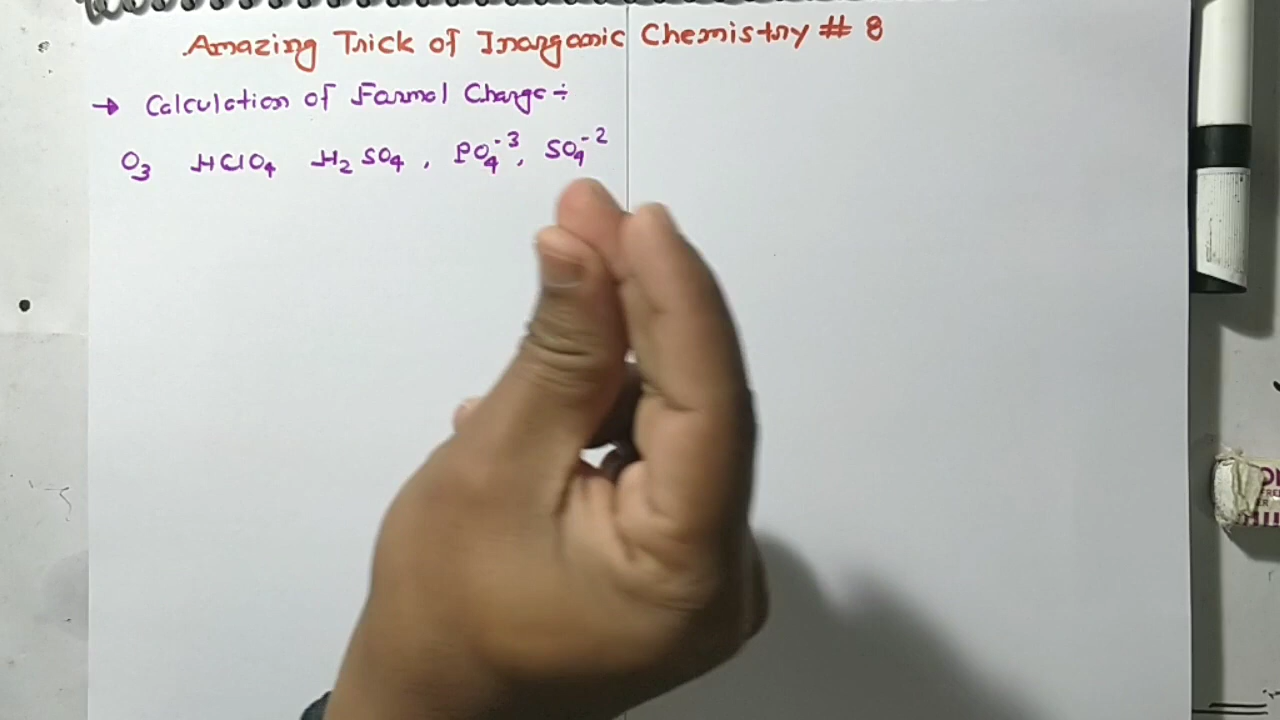 Amazing Trick of Inorganic Chemistry # 8
→ Calculation of Formal Charge÷
O₃ HClO₄ H₂SO₄, PO₄⁻³, SO₄⁻²